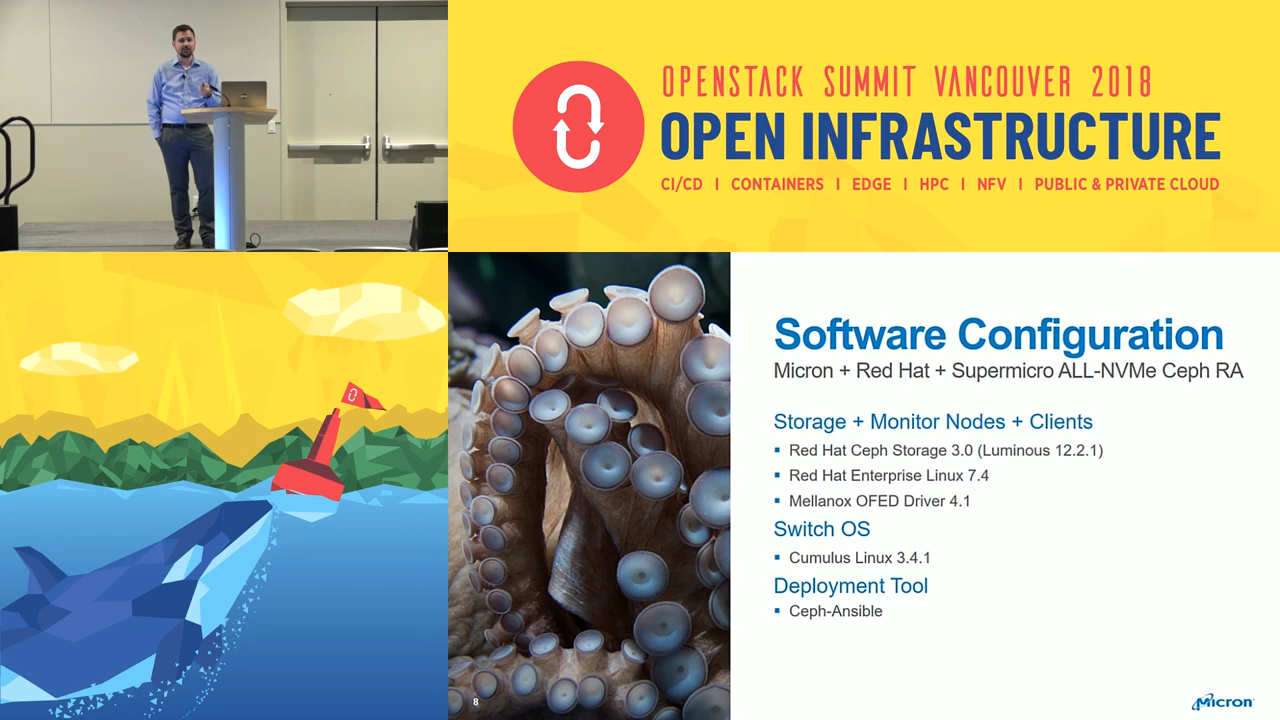 OPENSTACK SUMMIT VANCOUVER 2018
OPEN INFRASTRUCTURE
CI/CD I CONTAINERS I EDGE I HPC I NFV I PUBLIC & PRIVATE CLOUD
Software Configuration
Micron + Red Hat + Supermicro ALL-NVMe Ceph RA
Storage + Monitor Nodes + Clients
▪ Red Hat Ceph Storage 3.0 (Luminous 12.2.1)
▪ Red Hat Enterprise Linux 7.4
▪ Mellanox OFED Driver 4.1
Switch OS
▪ Cumulus Linux 3.4.1
Deployment Tool
▪ Ceph-Ansible
8
Micron